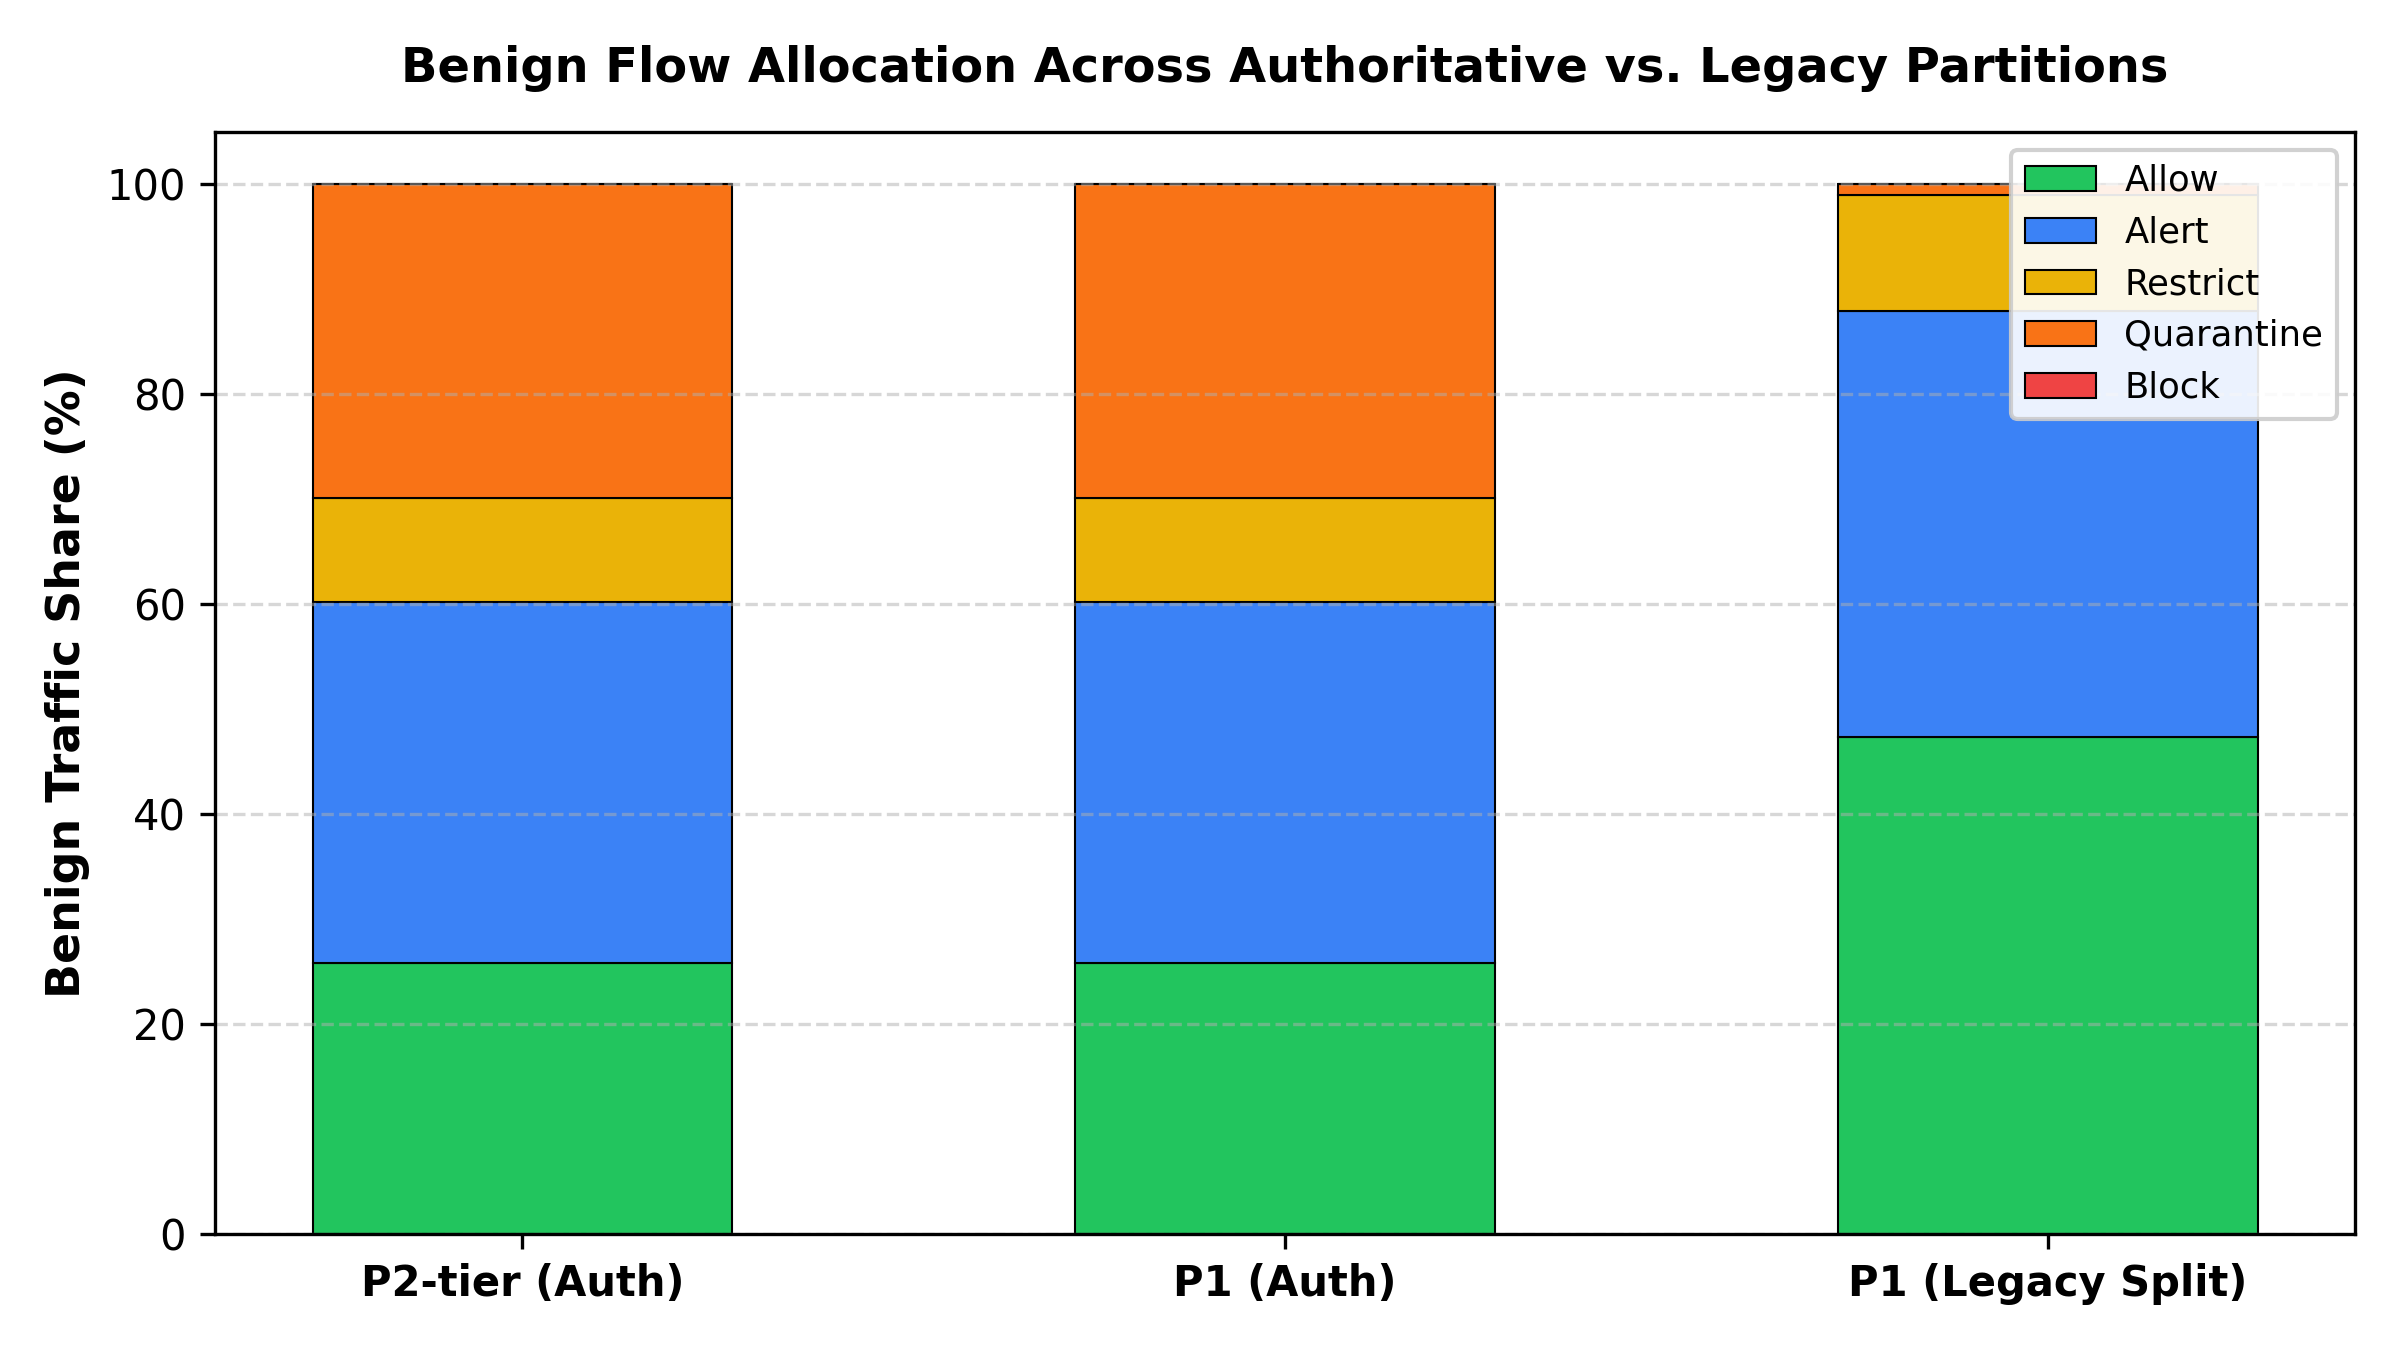 Benign Flow Allocation Across Authoritative vs. Legacy Partitions
Benign Traffic Share (%)
100
80
60
40
20
0
Allow
Alert
Restrict
Quarantine
Block
P2-tier (Auth)
P1 (Auth)
P1 (Legacy Split)